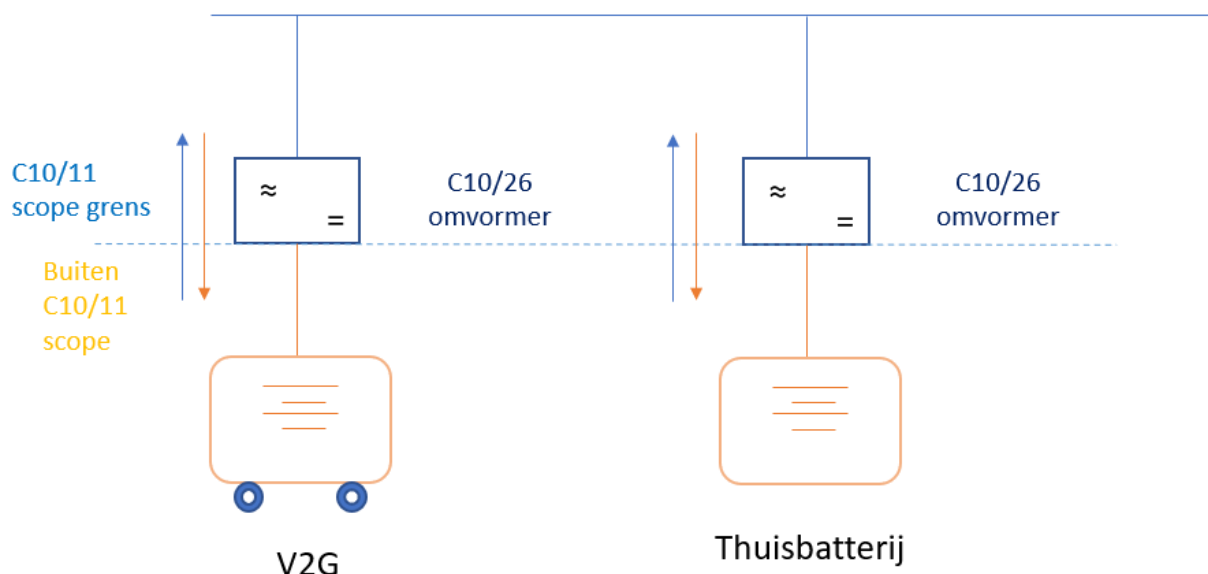 C10/11
scope grens
C10/26
omvormer
C10/26
omvormer
Buiten
C10/11
scope
V2G
Thuisbatterij